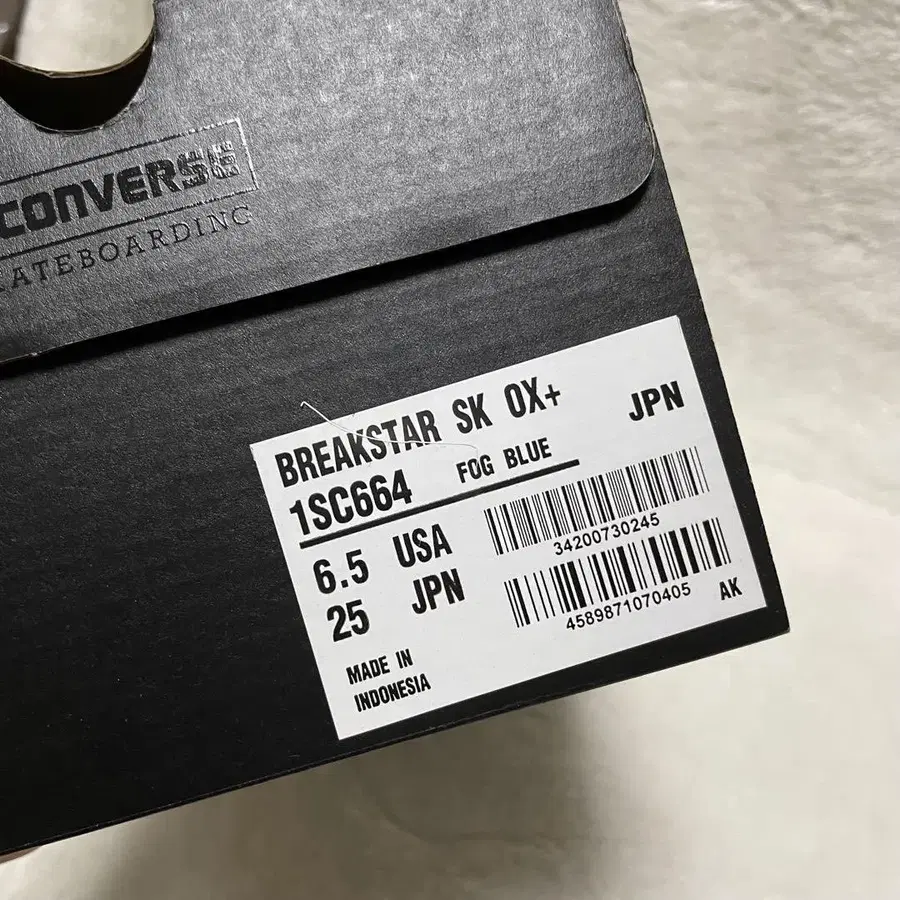 CONVERSE
KATEBOARDING
BREAKSTAR SK OX+
JPN
1SC664 FOG BLUE
6.5 USA
25 JPN
34200730245
4589871070405
AK
MADE IN
INDONESIA